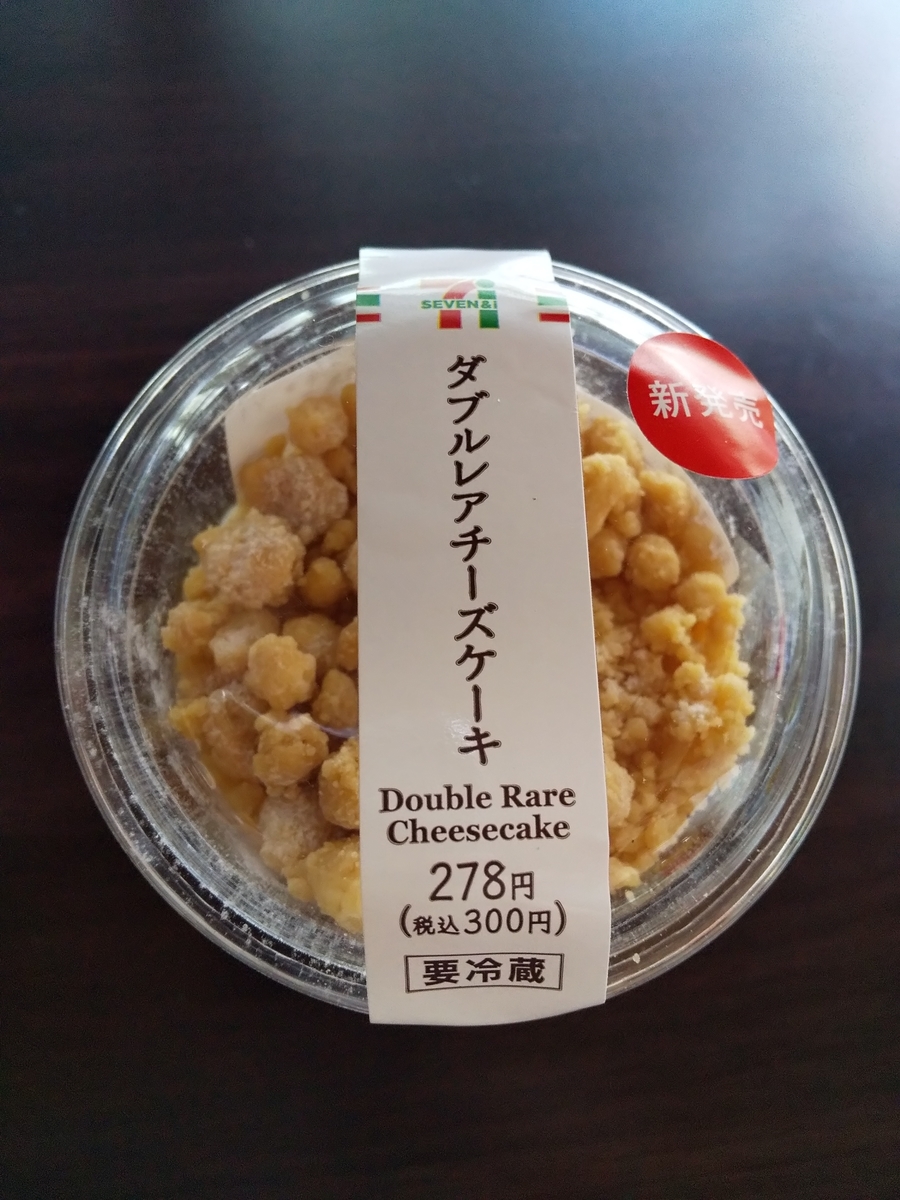 SEVEN&i
新発売
ダブルレアチーズケーキ
Double Rare
Cheesecake
278円
(税込300円)
要冷蔵